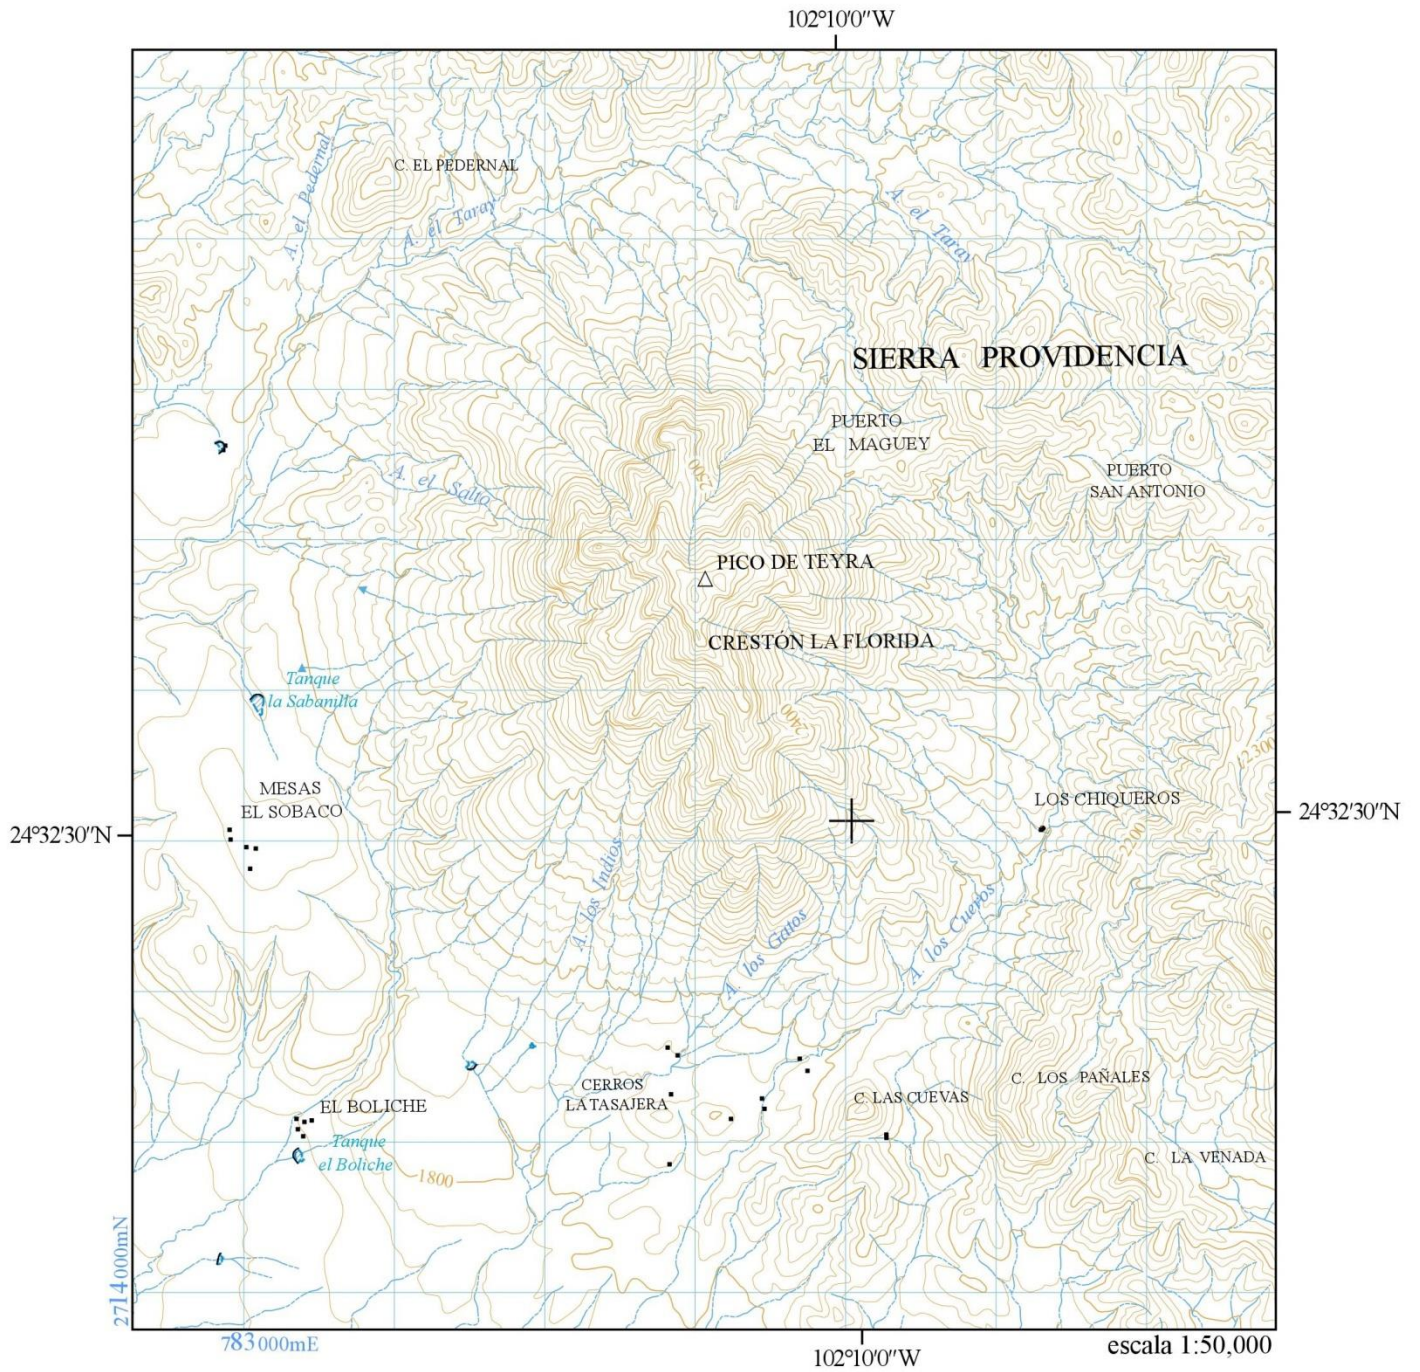 102°10'0"W
C. EL PEDERNAL
A. el Pedernal
A. el Taray
A. el Taray
SIERRA PROVIDENCIA
PUERTO
EL MAGUEY
PUERTO
SAN ANTONIO
A. el Salto
2900
PICO DE TEYRA
CRESTÓN LA FLORIDA
Tanque
la Sabanilla
2400
2300
MESAS
EL SOBACO
LOS CHIQUEROS
24°32'30"N
24°32'30"N
2200
A. los Indios
A. los Gatos
A. los Cueros
CERROS
LA TASAJERA
C. LOS PAÑALES
C. LAS CUEVAS
EL BOLICHE
Tanque
el Boliche
C. LA VENADA
1800
2714000mN
783000mE
102°10'0"W
escala 1:50,000